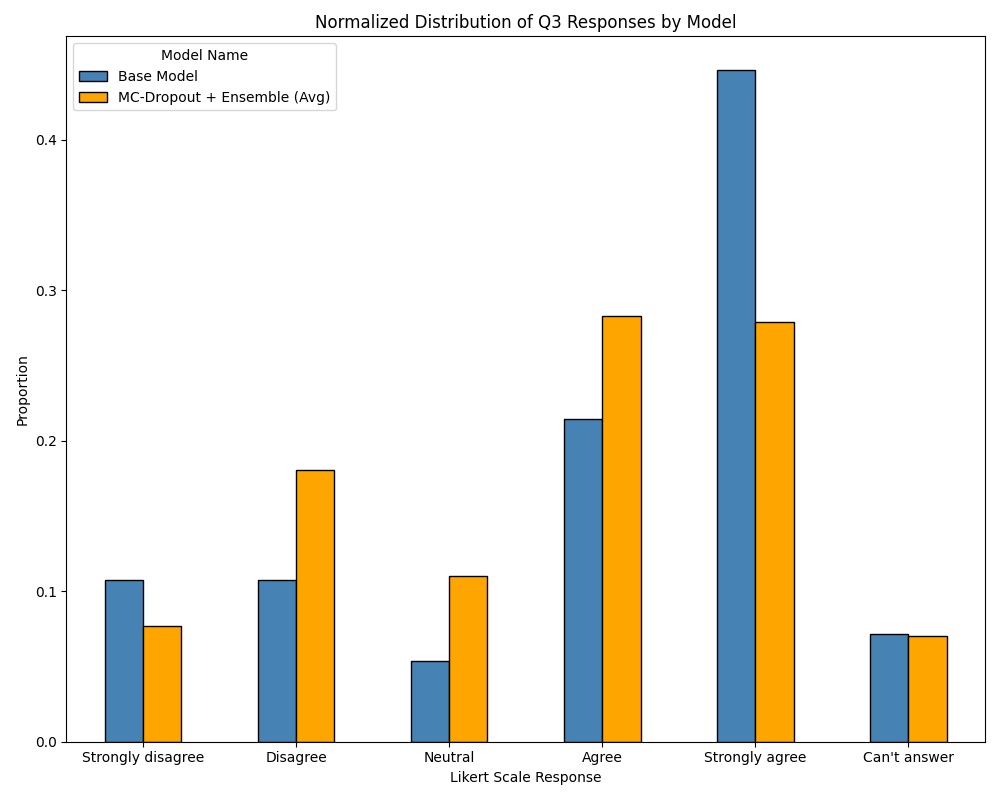 Normalized Distribution of Q3 Responses by Model
Model Name
Base Model
MC-Dropout + Ensemble (Avg)
Proportion
0.4
0.3
0.2
0.1
0.0
Strongly disagree
Disagree
Neutral
Agree
Strongly agree
Can't answer
Likert Scale Response